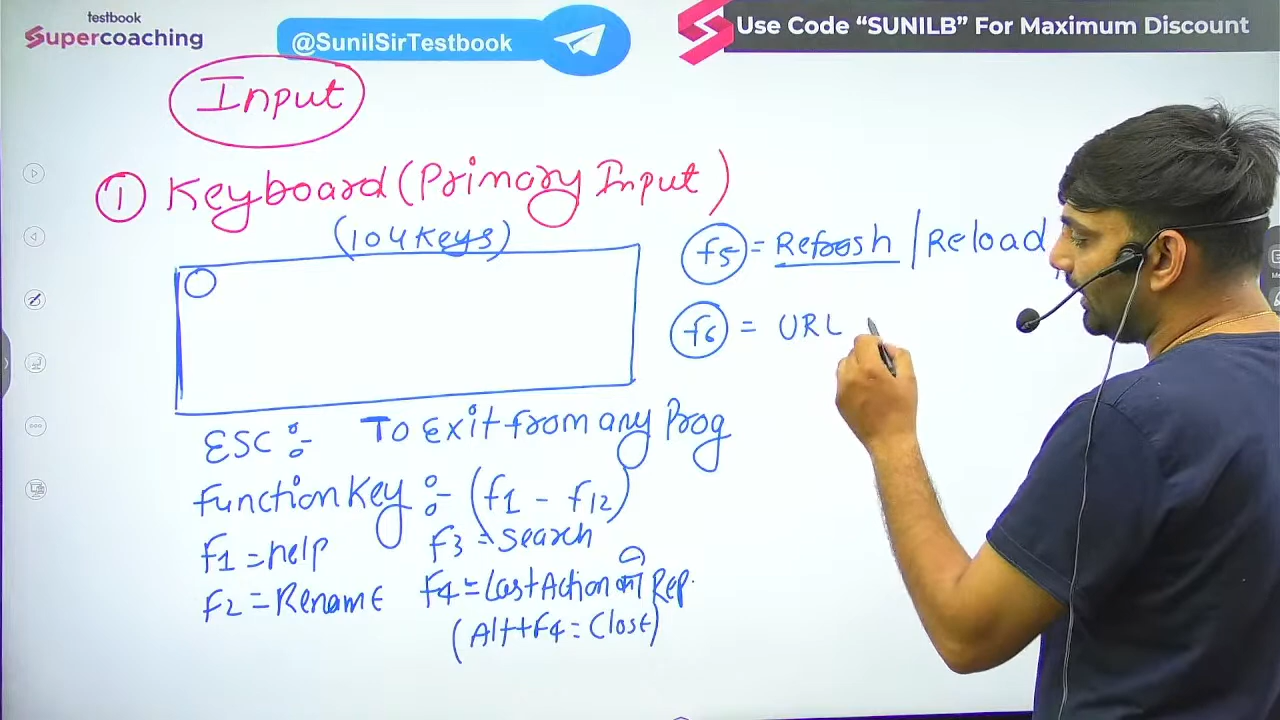 testbook
Supercoaching
@SunilSirTestbook
Use Code “SUNILB” For Maximum Discount
Input
① Keyboard (Primary Input)
(104 Keys)
ESC :- To Exit from any Prog
function Key :- (f1 - f12)
f1 = help
f3 = Search
f2 = Rename
f4 = Last Action की Rep.
(Alt+F4 = Close)
f5 = Refresh / Reload
f6 = URL